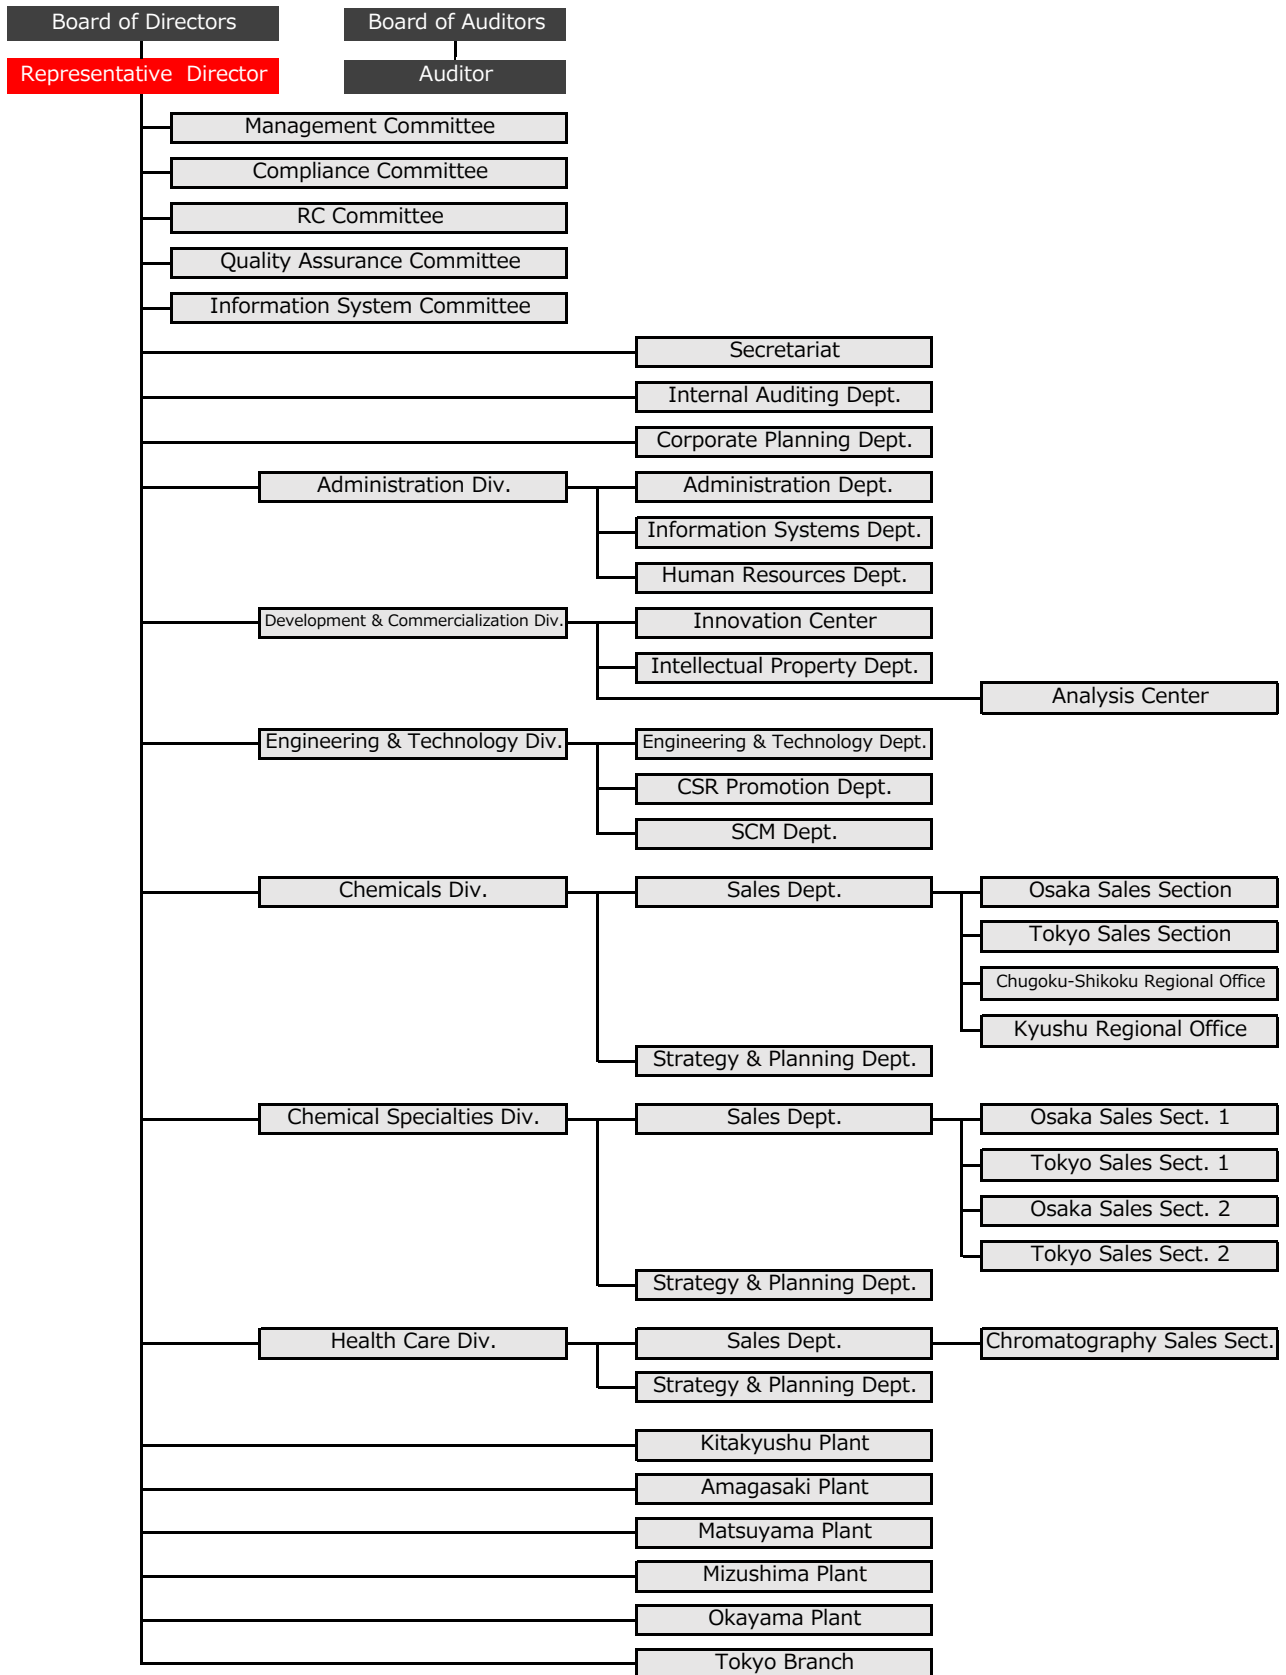 Board of Directors
Board of Auditors
Representative Director
Auditor
Management Committee
Compliance Committee
RC Committee
Quality Assurance Committee
Information System Committee
Secretariat
Internal Auditing Dept.
Corporate Planning Dept.
Administration Div.
Administration Dept.
Information Systems Dept.
Human Resources Dept.
Development & Commercialization Div.
Innovation Center
Intellectual Property Dept.
Analysis Center
Engineering & Technology Div.
Engineering & Technology Dept.
CSR Promotion Dept.
SCM Dept.
Chemicals Div.
Sales Dept.
Osaka Sales Section
Tokyo Sales Section
Chugoku-Shikoku Regional Office
Kyushu Regional Office
Strategy & Planning Dept.
Chemical Specialties Div.
Sales Dept.
Osaka Sales Sect. 1
Tokyo Sales Sect. 1
Osaka Sales Sect. 2
Tokyo Sales Sect. 2
Strategy & Planning Dept.
Health Care Div.
Sales Dept.
Chromatography Sales Sect.
Strategy & Planning Dept.
Kitakyushu Plant
Amagasaki Plant
Matsuyama Plant
Mizushima Plant
Okayama Plant
Tokyo Branch